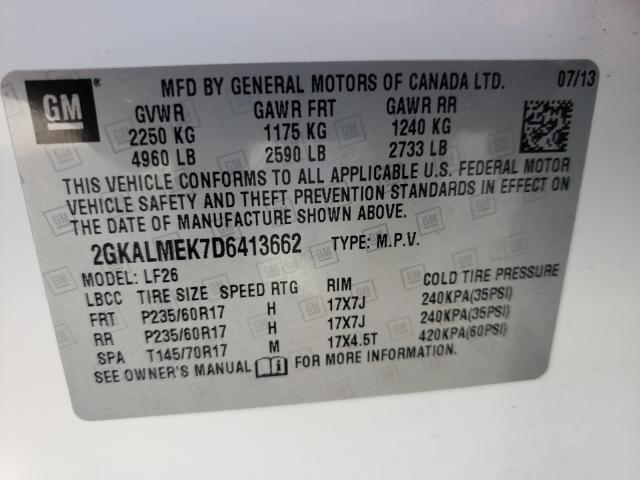 GM ® MFD BY GENERAL MOTORS OF CANADA LTD. 07/13
GVWR GAWR FRT GAWR RR
2250 KG 1175 KG 1240 KG
4960 LB 2590 LB 2733 LB
THIS VEHICLE CONFORMS TO ALL APPLICABLE U.S. FEDERAL MOTOR
VEHICLE SAFETY AND THEFT PREVENTION STANDARDS IN EFFECT ON
THE DATE OF MANUFACTURE SHOWN ABOVE.
2GKALMEK7D6413662 TYPE: M.P.V.
MODEL: LF26
LBCC TIRE SIZE SPEED RTG RIM COLD TIRE PRESSURE
FRT P235/60R17 H 17X7J 240KPA(35PSI)
RR P235/60R17 H 17X7J 240KPA(35PSI)
SPA T145/70R17 M 17X4.5T 420KPA(60PSI)
SEE OWNER'S MANUAL i FOR MORE INFORMATION.